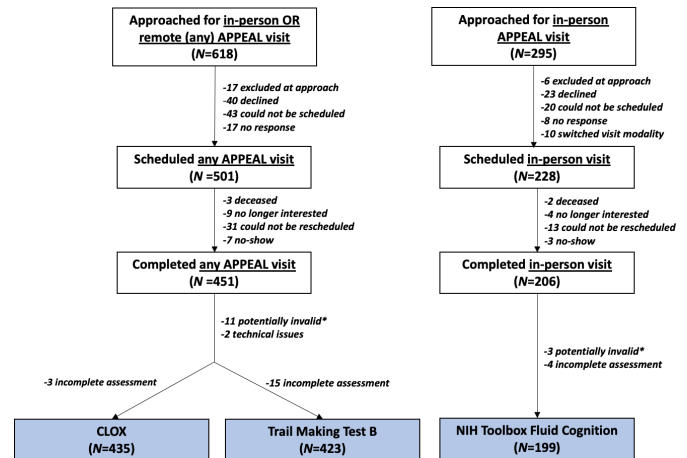 Approached for in-person OR
remote (any) APPEAL visit
(N=618)
-17 excluded at approach
-40 declined
-43 could not be scheduled
-17 no response
Scheduled any APPEAL visit
(N =501)
-3 deceased
-9 no longer interested
-31 could not be rescheduled
-7 no-show
Completed any APPEAL visit
(N =451)
-11 potentially invalid*
-2 technical issues
-3 incomplete assessment
-15 incomplete assessment
CLOX
(N=435)
Trail Making Test B
(N=423)
Approached for in-person
APPEAL visit
(N=295)
-6 excluded at approach
-23 declined
-20 could not be scheduled
-8 no response
-10 switched visit modality
Scheduled in-person visit
(N=228)
-2 deceased
-4 no longer interested
-13 could not be rescheduled
-3 no-show
Completed in-person visit
(N=206)
-3 potentially invalid*
-4 incomplete assessment
NIH Toolbox Fluid Cognition
(N=199)